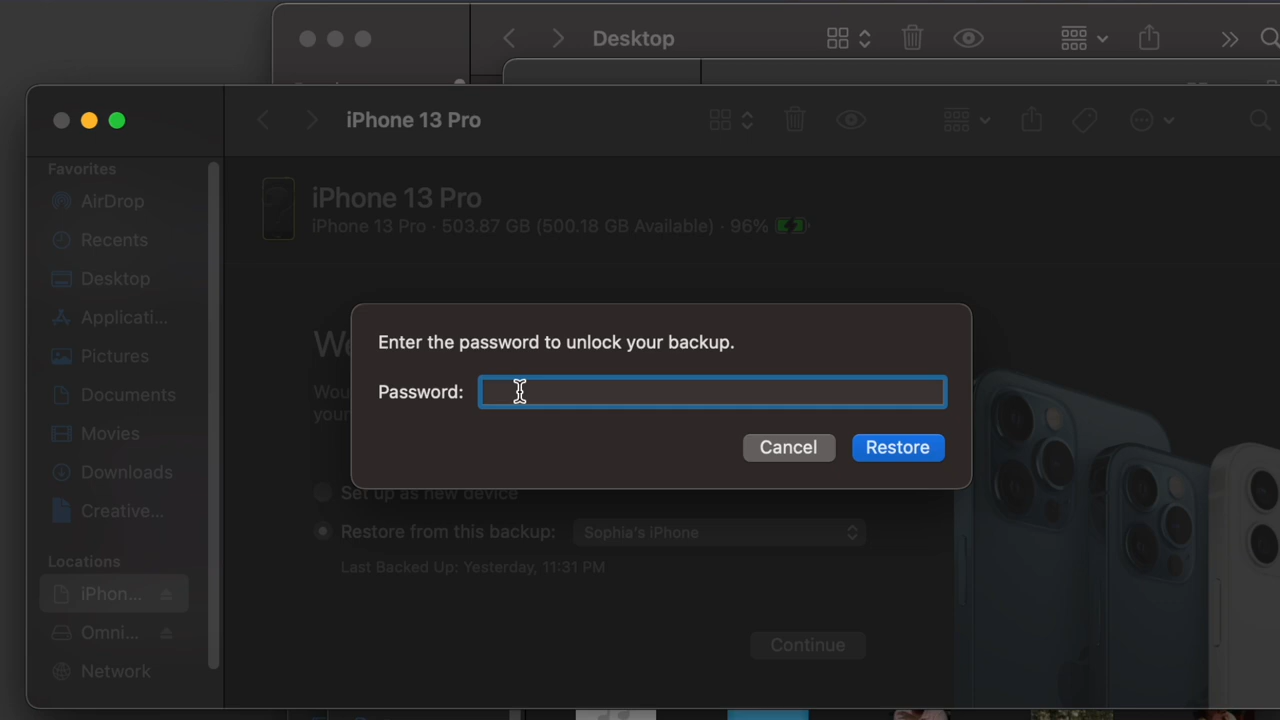 Desktop
iPhone 13 Pro
Favorites
AirDrop
Recents
Desktop
Applicati...
Pictures
Documents
Movies
Downloads
Creative...
Locations
iPhon...
Omni...
Network
iPhone 13 Pro
iPhone 13 Pro · 503.87 GB (500.18 GB Available) · 96%
Enter the password to unlock your backup.
Password:
Cancel
Restore
Set up as new device
Restore from this backup: Sophia's iPhone
Last Backed Up: Yesterday, 11:31 PM
Continue